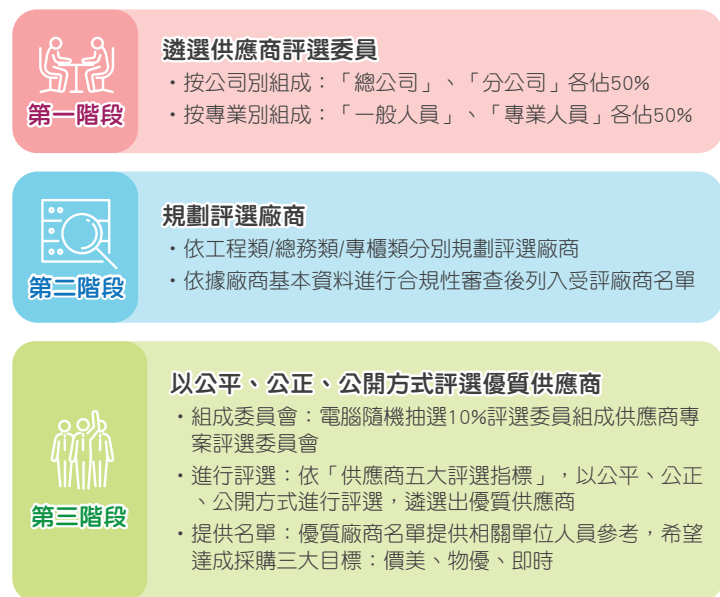 遴選供應商評選委員
・按公司別組成：「總公司」、「分公司」各佔50%
・按專業別組成：「一般人員」、「專業人員」各佔50%
第一階段
規劃評選廠商
・依工程類/總務類/專櫃類分別規劃評選廠商
・依據廠商基本資料進行合規性審查後列入受評廠商名單
第二階段
以公平、公正、公開方式評選優質供應商
・組成委員會：電腦隨機抽選10%評選委員組成供應商專
案評選委員會
・進行評選：依「供應商五大評選指標」，以公平、公正
、公開方式進行評選，遴選出優質供應商
・提供名單：優質廠商名單提供相關單位人員參考，希望
達成採購三大目標：價美、物優、即時
第三階段